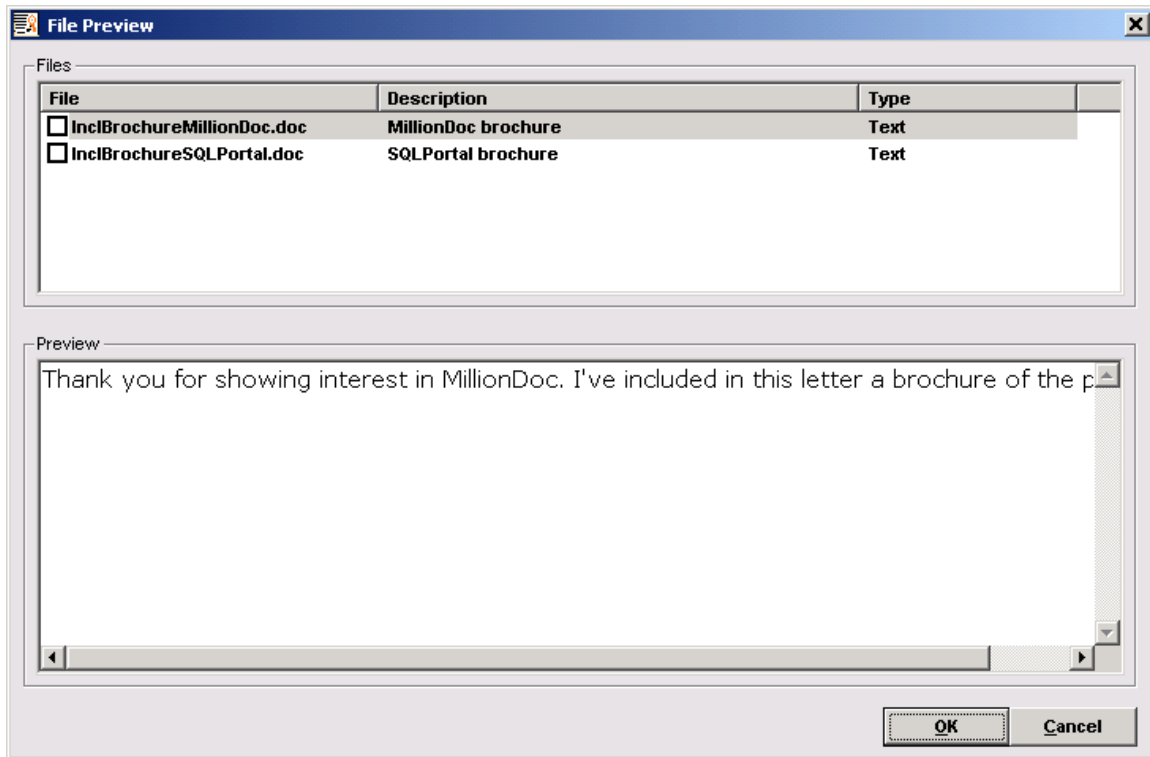 File Preview
Files
File Description Type
InclBrochureMillionDoc.doc MillionDoc brochure Text
InclBrochureSQLPortal.doc SQLPortal brochure Text
Preview
Thank you for showing interest in MillionDoc. I've included in this letter a brochure of the p
OK Cancel